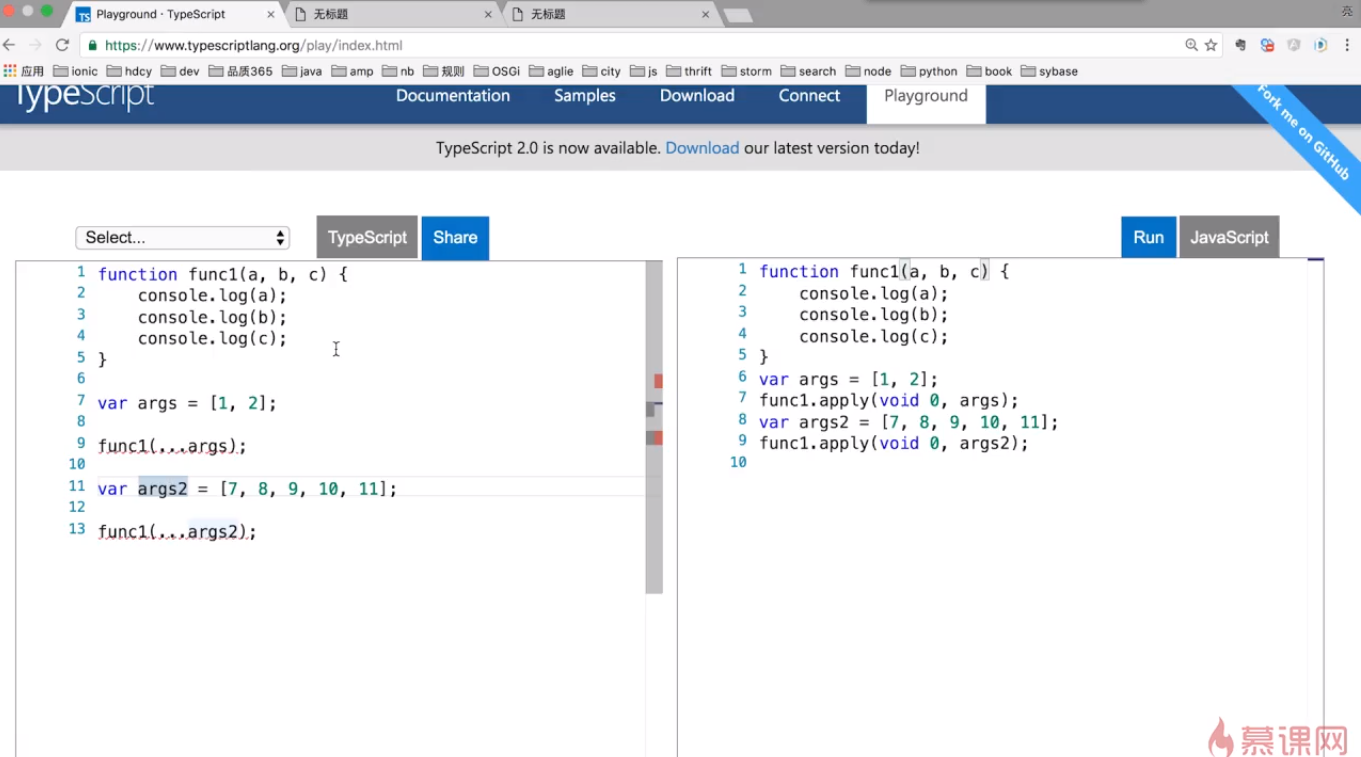 Playground - TypeScript
无标题
无标题
亮
https://www.typescriptlang.org/play/index.html
应用 ionic hdcy dev 品质365 java amp nb 规则 OSGi aglie city js thrift storm search node python book sybase
TypeScript Documentation Samples Download Connect Playground
Fork me on GitHub
TypeScript 2.0 is now available. Download our latest version today!
Select... TypeScript Share
1 function func1(a, b, c) {
2 console.log(a);
3 console.log(b);
4 console.log(c);
5 }
6
7 var args = [1, 2];
8
9 func1(...args);
10
11 var args2 = [7, 8, 9, 10, 11];
12
13 func1(...args2);
Run JavaScript
1 function func1(a, b, c) {
2 console.log(a);
3 console.log(b);
4 console.log(c);
5 }
6 var args = [1, 2];
7 func1.apply(void 0, args);
8 var args2 = [7, 8, 9, 10, 11];
9 func1.apply(void 0, args2);
10
慕课网